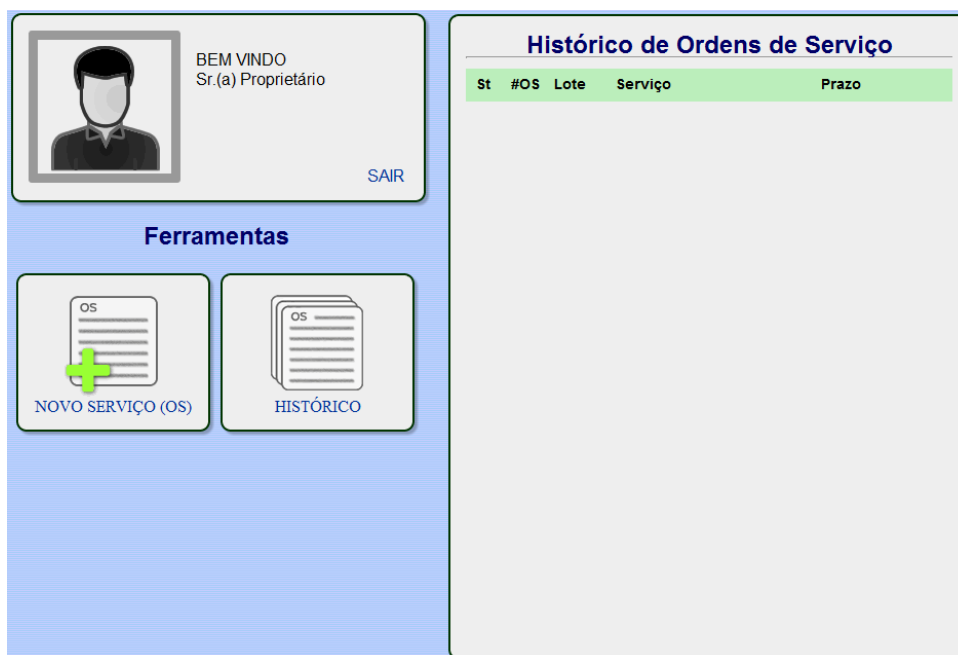 BEM VINDO
Sr.(a) Proprietário
SAIR
Ferramentas
OS
NOVO SERVIÇO (OS)
OS
HISTÓRICO
Histórico de Ordens de Serviço
St #OS Lote Serviço Prazo